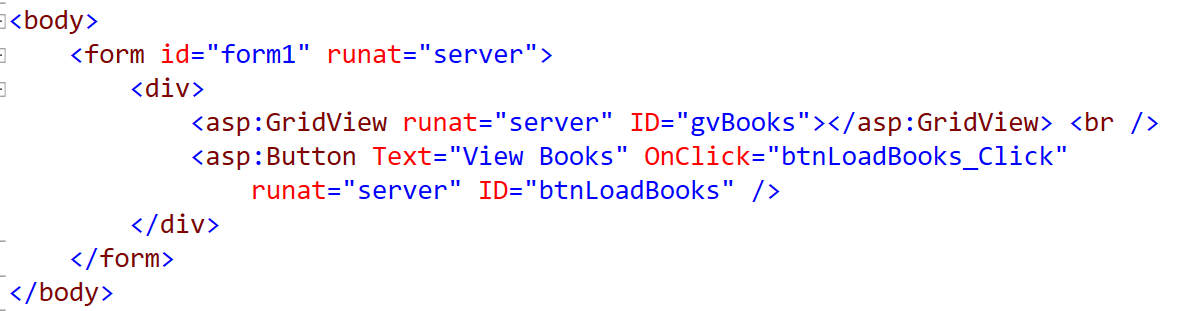 <body>
<form id="form1" runat="server">
<div>
<asp:GridView runat="server" ID="gvBooks"></asp:GridView> <br />
<asp:Button Text="View Books" OnClick="btnLoadBooks_Click"
runat="server" ID="btnLoadBooks" />
</div>
</form>
</body>